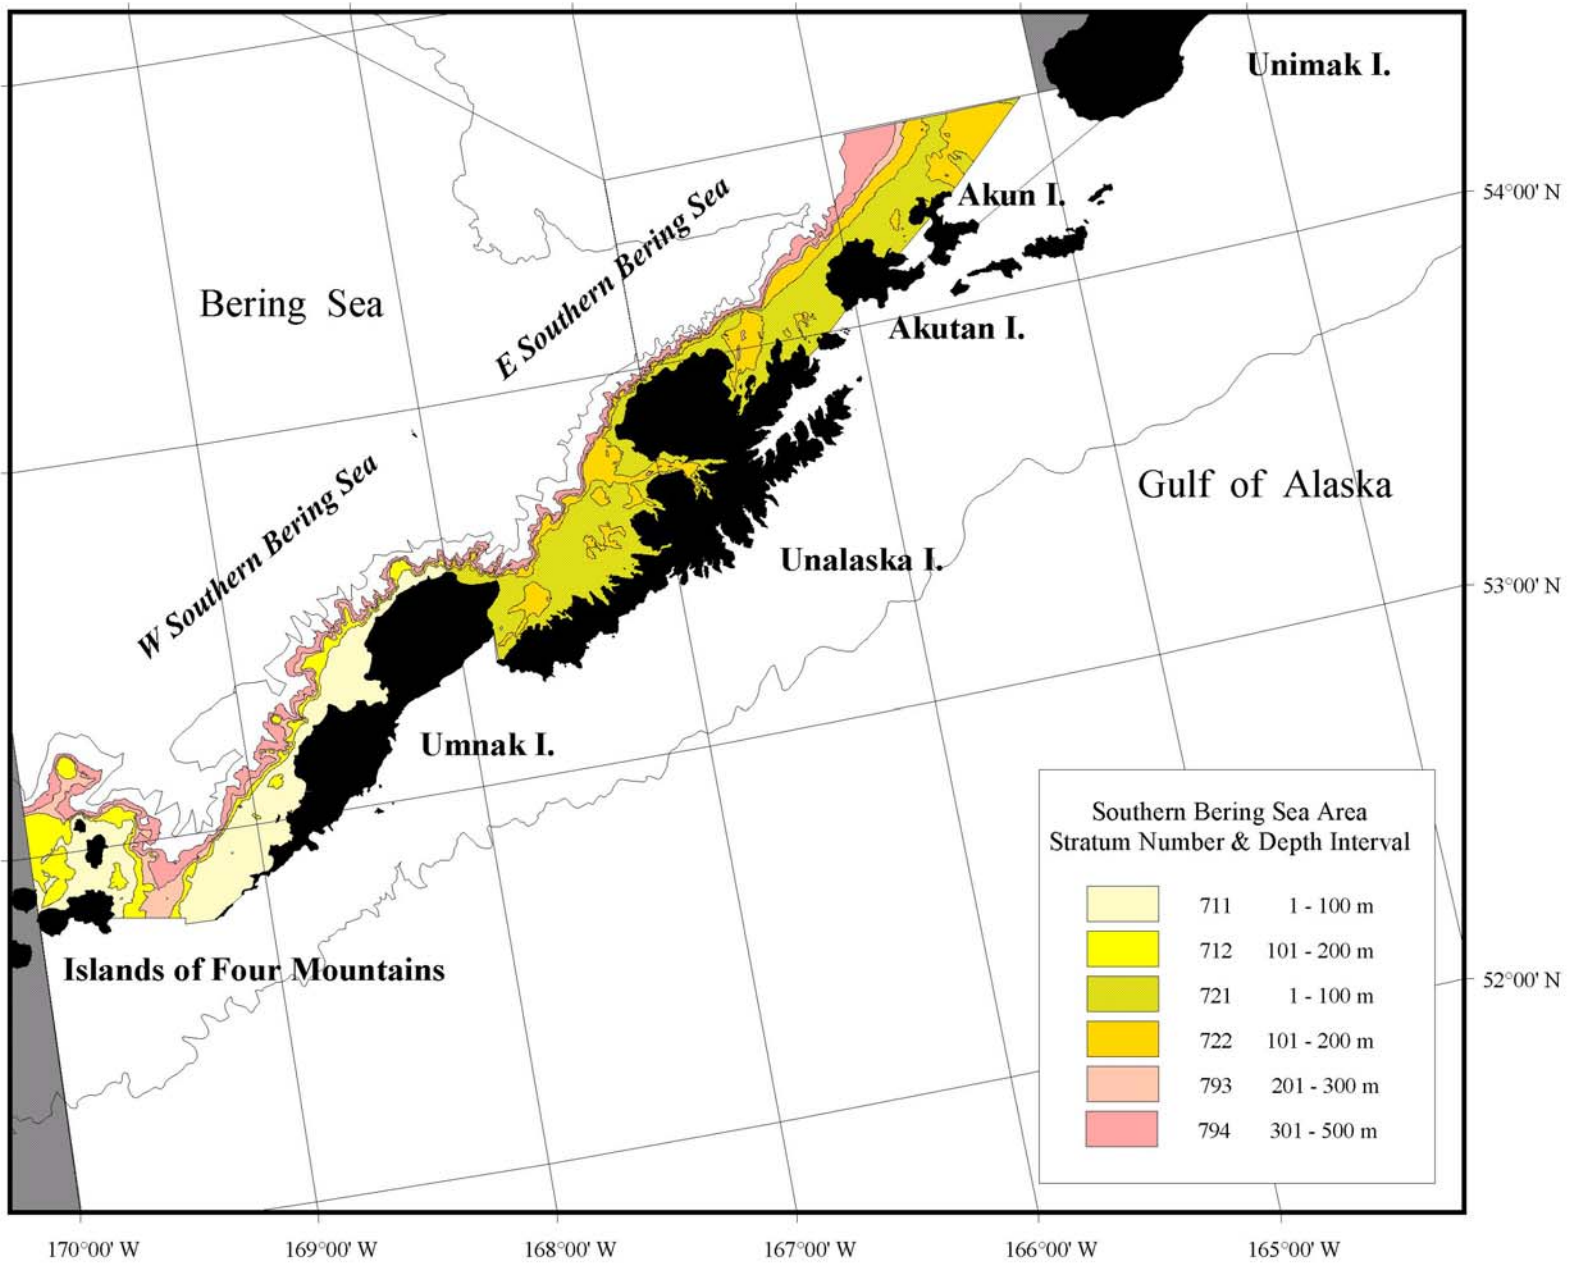 Unimak I.
54°00' N
Akun I.
E Southern Bering Sea
Bering Sea
Akutan I.
Gulf of Alaska
W Southern Bering Sea
Unalaska I.
53°00' N
Umnak I.
Southern Bering Sea Area
Stratum Number & Depth Interval
711 1 - 100 m
712 101 - 200 m
721 1 - 100 m
722 101 - 200 m
793 201 - 300 m
794 301 - 500 m
Islands of Four Mountains
52°00' N
170°00' W 169°00' W 168°00' W 167°00' W 166°00' W 165°00' W